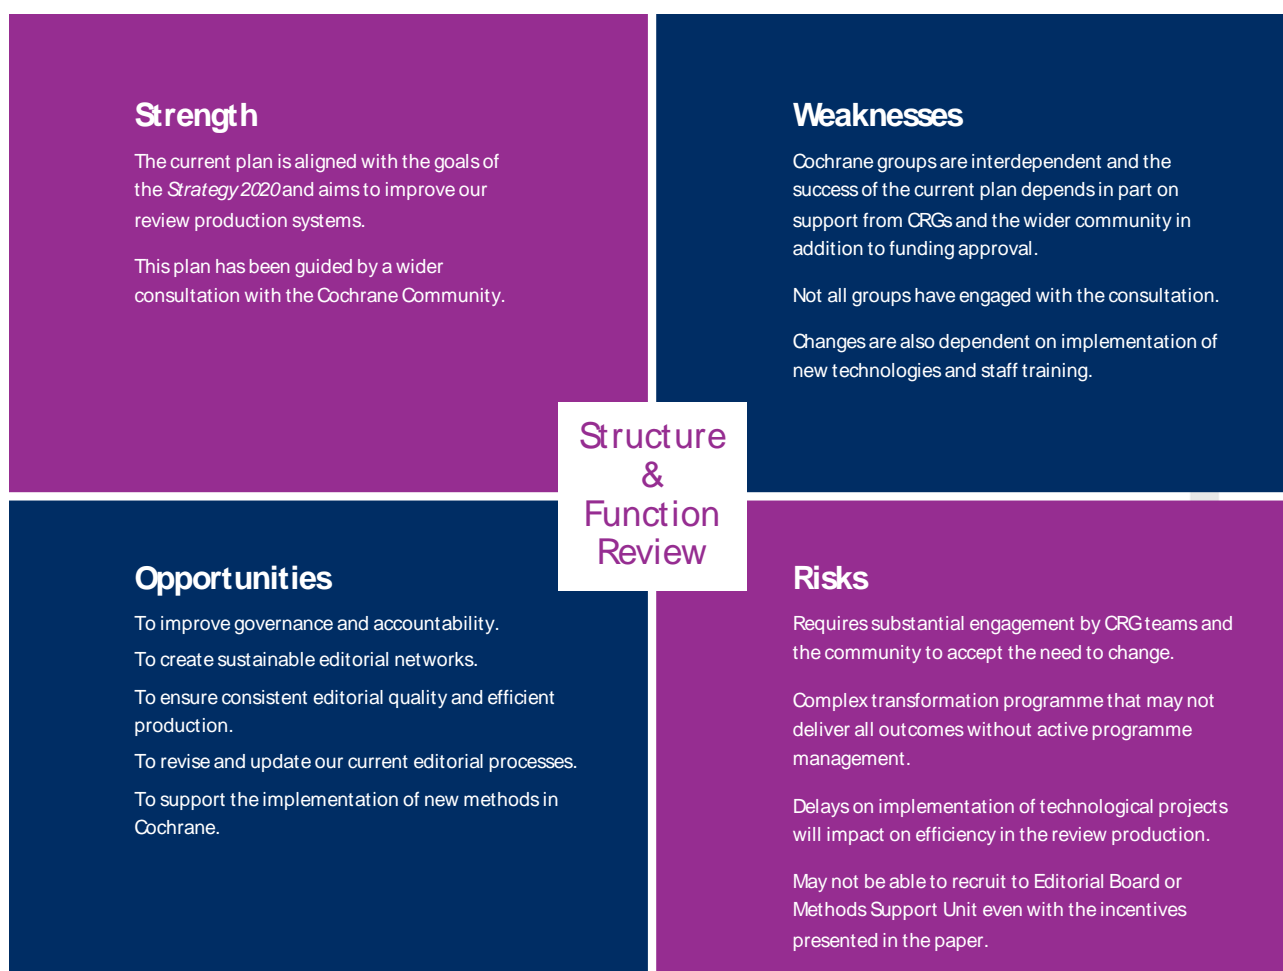 Strength
The current plan is aligned with the goals of
the Strategy 2020 and aims to improve our
review production systems.
This plan has been guided by a wider
consultation with the Cochrane Community.
Weaknesses
Cochrane groups are interdependent and the
success of the current plan depends in part on
support from CRGs and the wider community in
addition to funding approval.
Not all groups have engaged with the consultation.
Changes are also dependent on implementation of
new technologies and staff training.
Structure
&
Function
Review
Opportunities
To improve governance and accountability.
To create sustainable editorial networks.
To ensure consistent editorial quality and efficient
production.
To revise and update our current editorial processes.
To support the implementation of new methods in
Cochrane.
Risks
Requires substantial engagement by CRG teams and
the community to accept the need to change.
Complex transformation programme that may not
deliver all outcomes without active programme
management.
Delays on implementation of technological projects
will impact on efficiency in the review production.
May not be able to recruit to Editorial Board or
Methods Support Unit even with the incentives
presented in the paper.